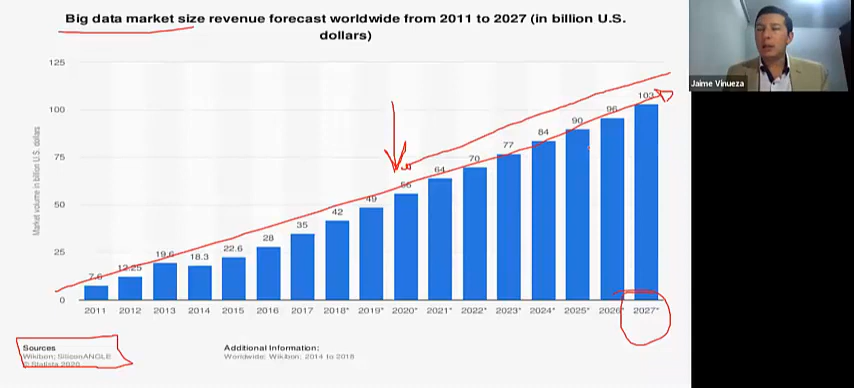 Big data market size revenue forecast worldwide from 2011 to 2027 (in billion U.S.
dollars)
Jaime Vinueza
Market volume in billion U.S. dollars
125
100
75
50
25
0
7.6
12.25
19.6
18.3
22.6
28
35
42
49
56
64
70
77
84
90
96
103
2011 2012 2013 2014 2015 2016 2017 2018* 2019* 2020* 2021* 2022* 2023* 2024* 2025* 2026* 2027*
Sources
Wikibon; SiliconANGLE
© Statista 2020
Additional Information:
Worldwide; Wikibon; 2014 to 2018